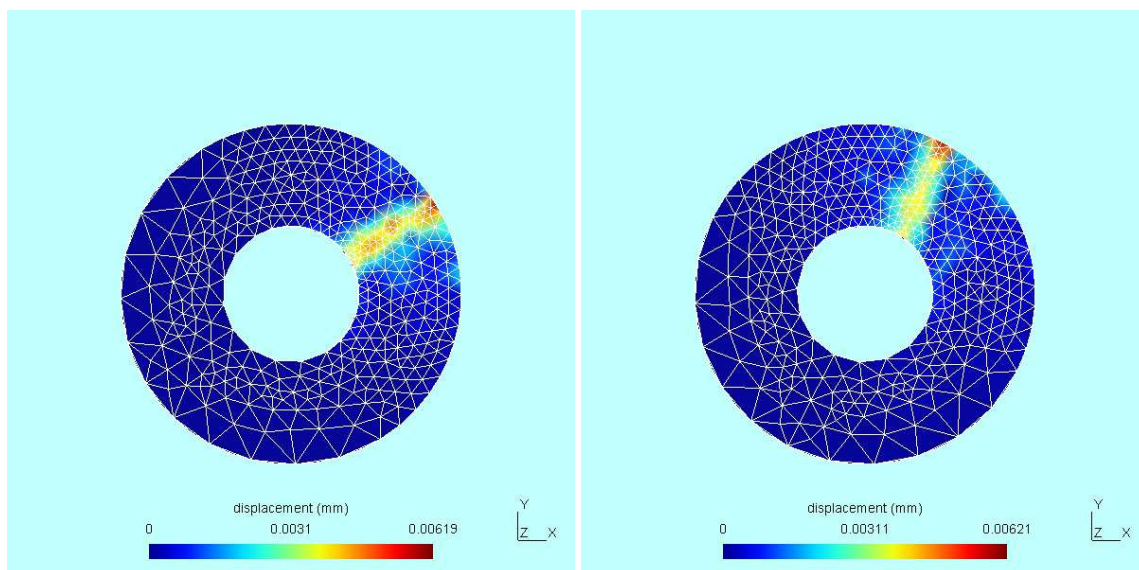 displacement (mm)
0 0.0031 0.00619
Y
Z X
displacement (mm)
0 0.00311 0.00621
Y
Z X